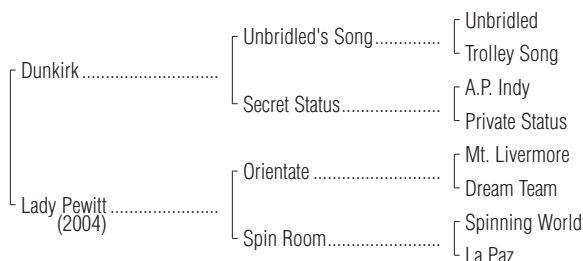 Unbridled
Unbridled's Song
Trolley Song
Dunkirk
A.P. Indy
Secret Status
Private Status
Mt. Livermore
Orientate
Dream Team
Lady Pewitt
(2004)
Spinning World
Spin Room
La Paz